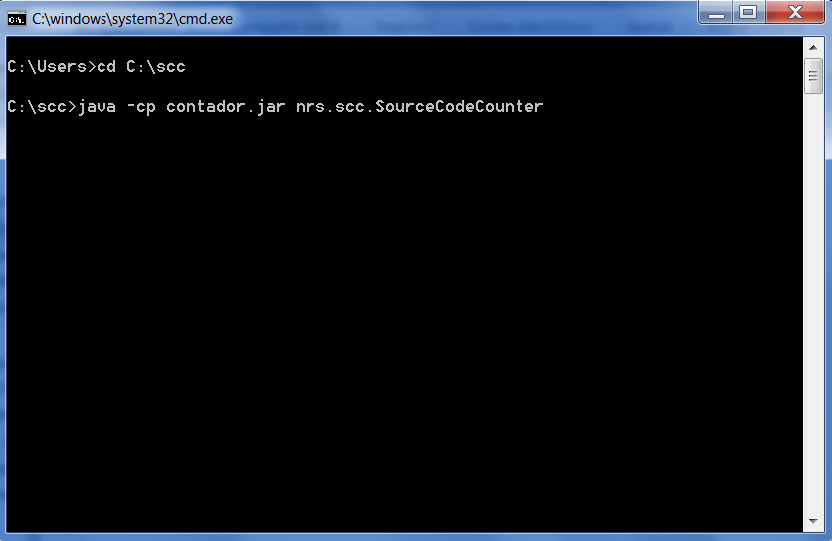 C:\windows\system32\cmd.exe
C:\Users>cd C:\scc
C:\scc>java -cp contador.jar nrs.scc.SourceCodeCounter